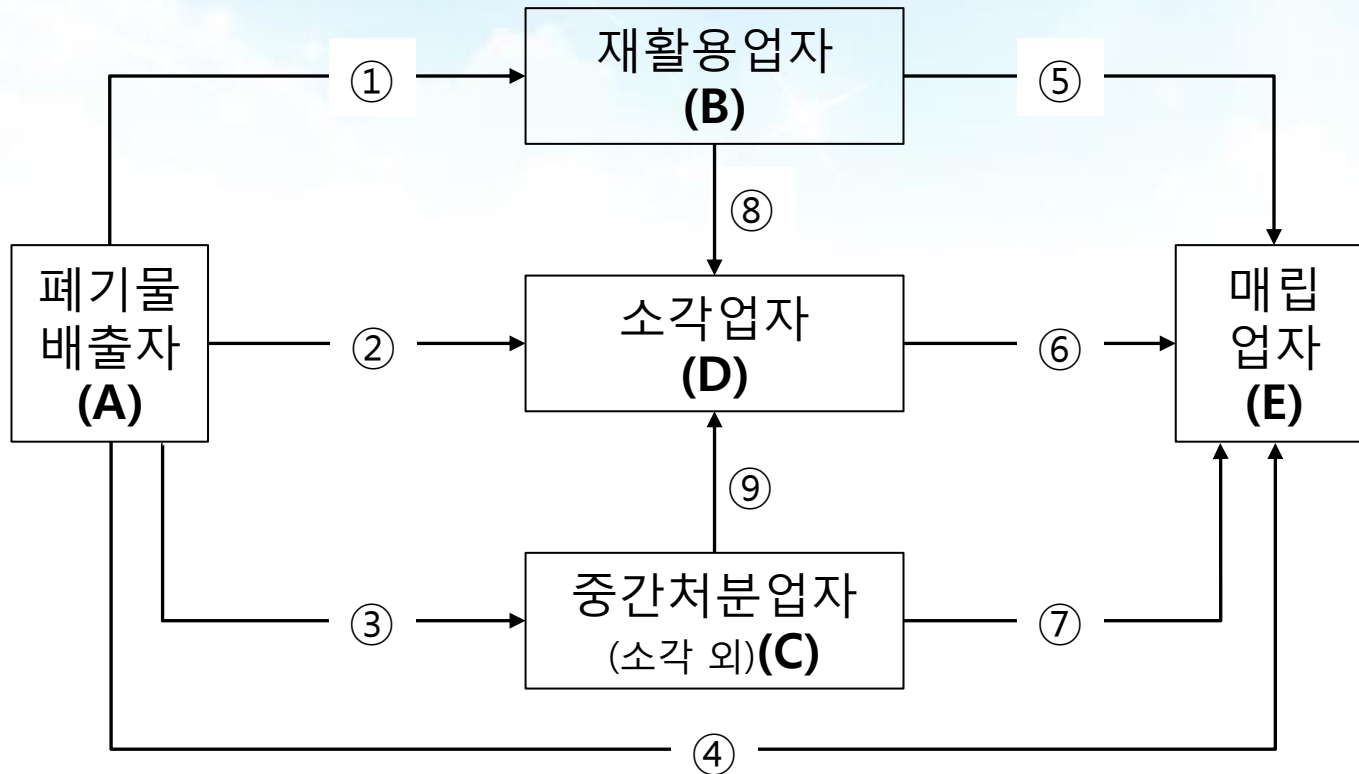 ①
재활용업자
(B)
⑤
⑧
폐기물
배출자
(A)
②
소각업자
(D)
⑥
매립
업자
(E)
⑨
③
중간처분업자
(소각 외)(C)
⑦
④